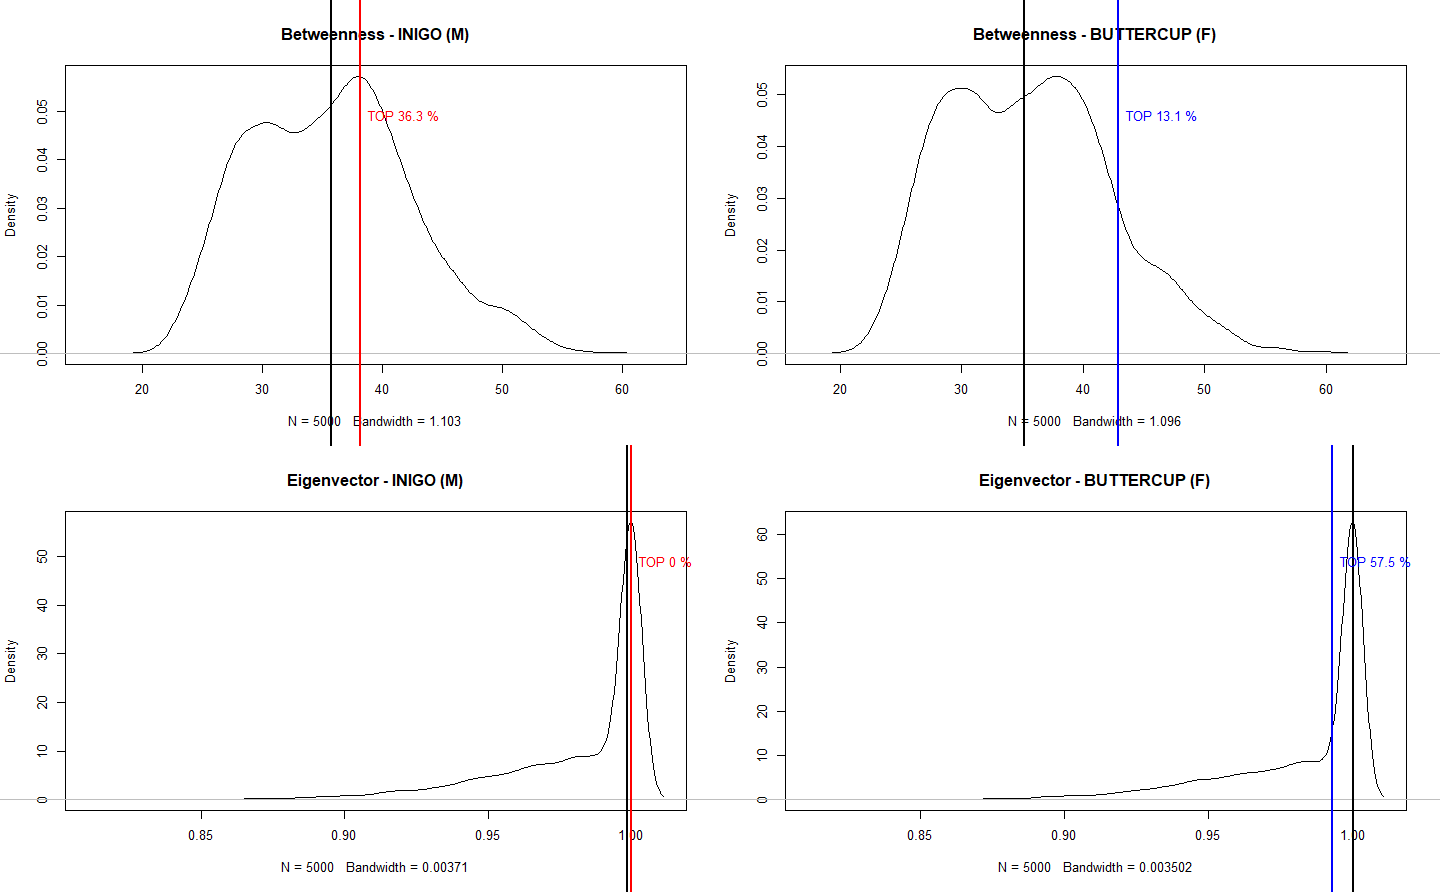 Betweenness - INIGO (M)
Density
0.00 0.01 0.02 0.03 0.04 0.05
TOP 36.3 %
20 30 40 50 60
N = 5000 Bandwidth = 1.103
Betweenness - BUTTERCUP (F)
Density
0.00 0.01 0.02 0.03 0.04 0.05
TOP 13.1 %
20 30 40 50 60
N = 5000 Bandwidth = 1.096
Eigenvector - INIGO (M)
Density
0 10 20 30 40 50
TOP 0 %
0.85 0.90 0.95 1.00
N = 5000 Bandwidth = 0.00371
Eigenvector - BUTTERCUP (F)
Density
0 10 20 30 40 50 60
TOP 57.5 %
0.85 0.90 0.95 1.00
N = 5000 Bandwidth = 0.003502